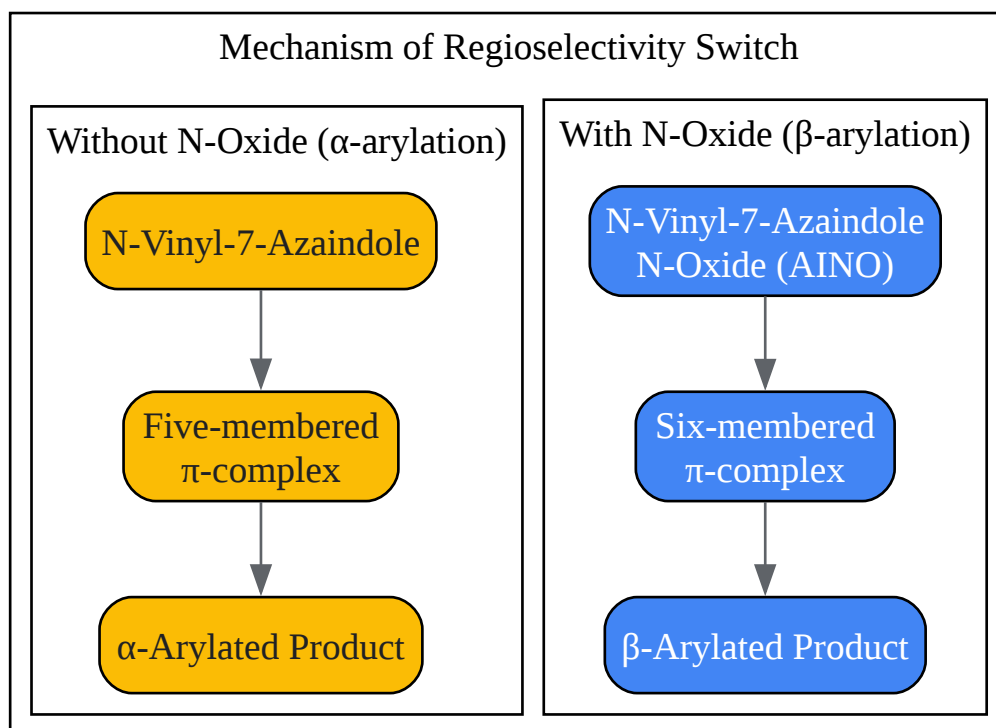 Mechanism of Regioselectivity Switch
Without N-Oxide (α-arylation)
N-Vinyl-7-Azaindole
Five-membered
π-complex
α-Arylated Product
With N-Oxide (β-arylation)
N-Vinyl-7-Azaindole
N-Oxide (AINO)
Six-membered
π-complex
β-Arylated Product